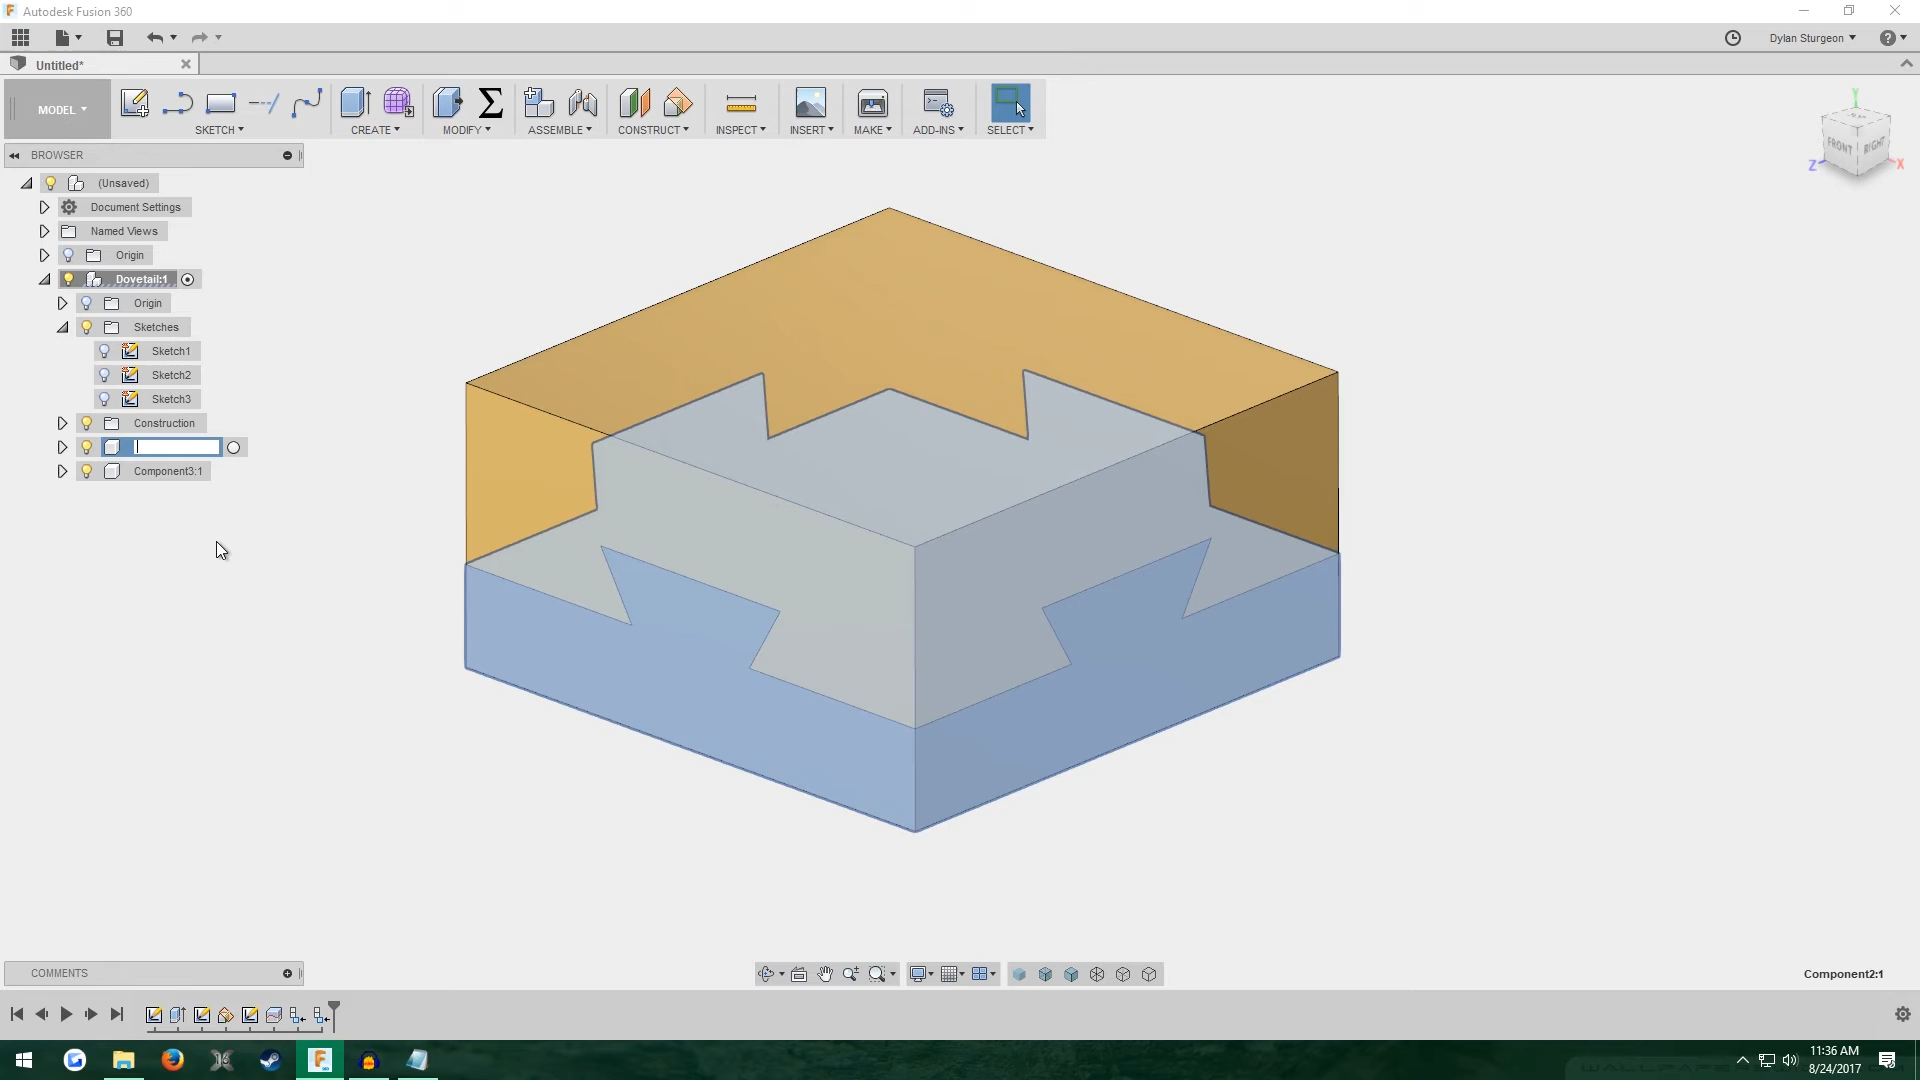 Autodesk Fusion 360
Dylan Sturgeon
Untitled*
MODEL
SKETCH
CREATE
MODIFY
ASSEMBLE
CONSTRUCT
INSPECT
INSERT
MAKE
ADD-INS
SELECT
Y
FRONT
RIGHT
Z
X
BROWSER
(Unsaved)
Document Settings
Named Views
Origin
Dovetail:1
Origin
Sketches
Sketch1
Sketch2
Sketch3
Construction
Component3:1
COMMENTS
Component2:1
11:36 AM
8/24/2017